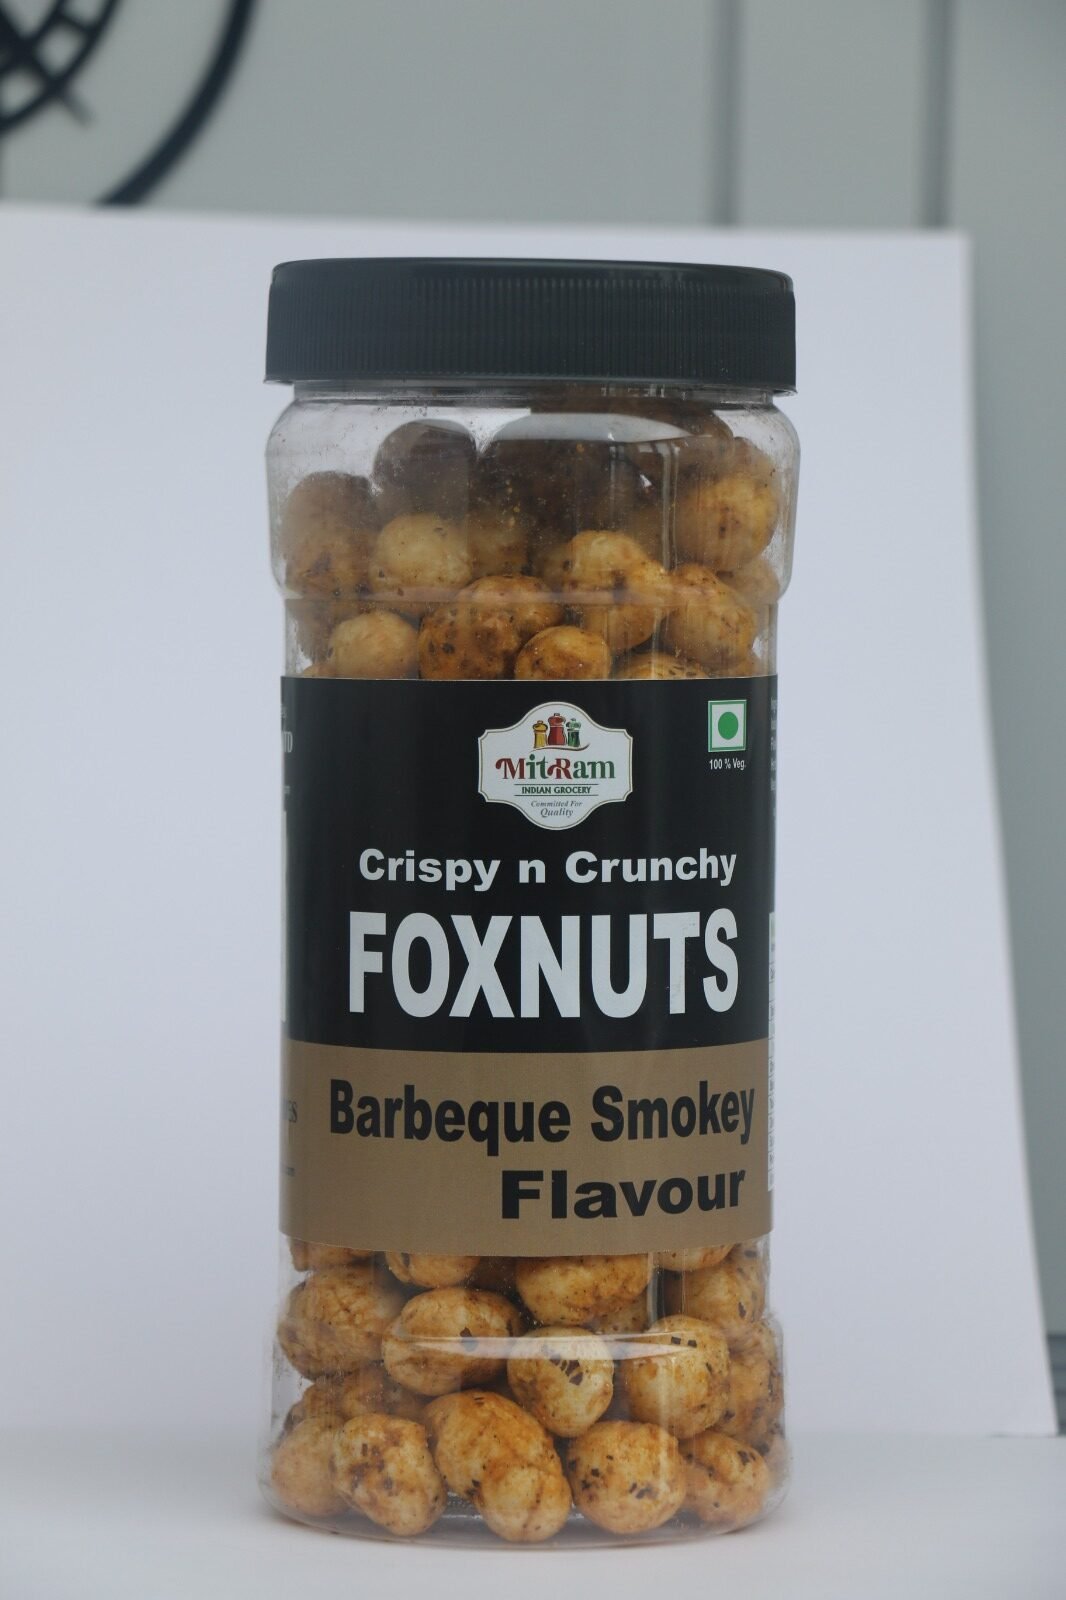 MitRam
INDIAN GROCERY
Committed For
Quality
100 % Veg.
Crispy n Crunchy
FOXNUTS
Barbeque Smokey
Flavour